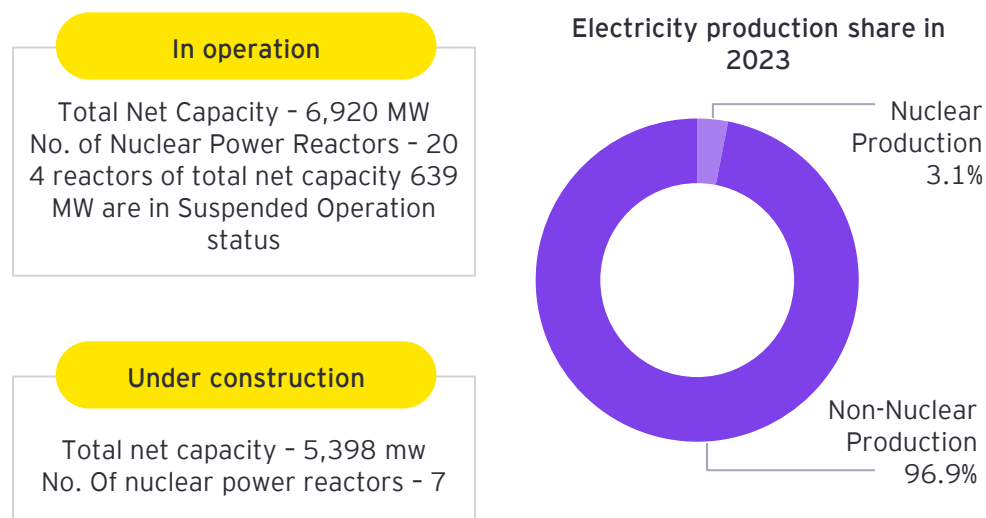 In operation
Total Net Capacity – 6,920 MW
No. of Nuclear Power Reactors – 20
4 reactors of total net capacity 639
MW are in Suspended Operation
status
Under construction
Total net capacity – 5,398 mw
No. Of nuclear power reactors – 7
Electricity production share in
2023
Nuclear
Production
3.1%
Non-Nuclear
Production
96.9%